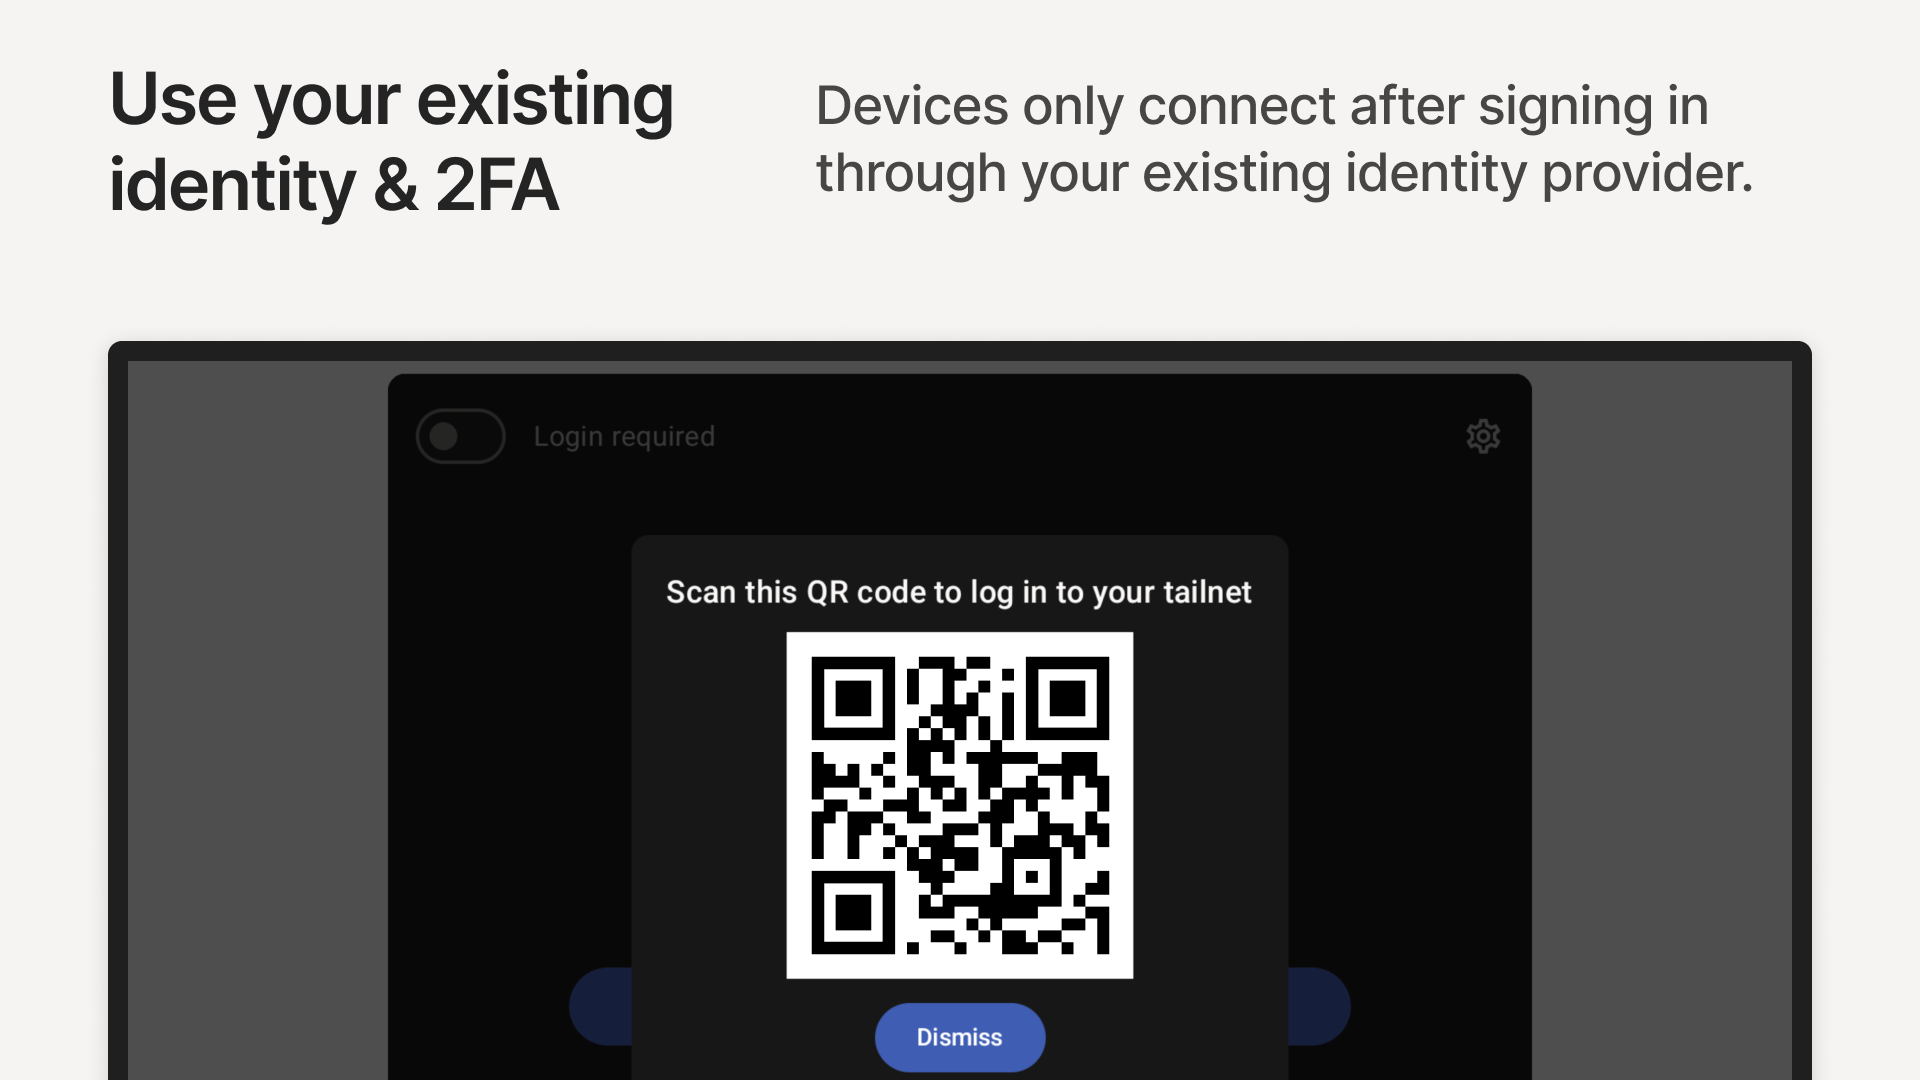 Use your existing
identity & 2FA
Devices only connect after signing in
through your existing identity provider.
Login required
Scan this QR code to log in to your tailnet
Dismiss